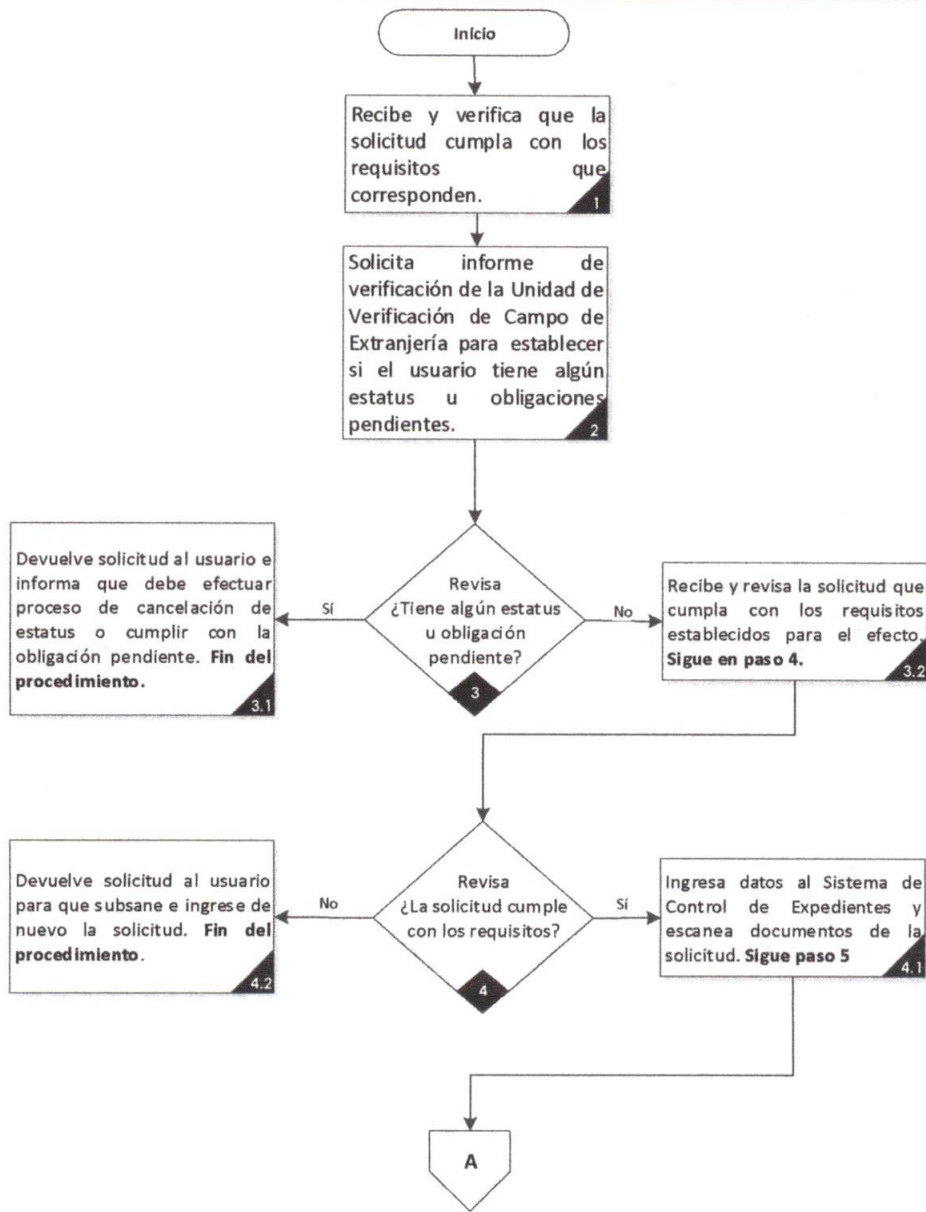 Inicio
Recibe y verifica que la
solicitud cumpla con los
requisitos que
corresponden.
1
Solicita informe de
verificación de la Unidad de
Verificación de Campo de
Extranjería para establecer
si el usuario tiene algún
estatus u obligaciones
pendientes.
2
Revisa
¿Tiene algún estatus
u obligación
pendiente?
3
Sí
No
Devuelve solicitud al usuario e
informa que debe efectuar
proceso de cancelación de
estatus o cumplir con la
obligación pendiente. Fin del
procedimiento.
3.1
Recibe y revisa la solicitud que
cumpla con los requisitos
establecidos para el efecto.
Sigue en paso 4.
3.2
Revisa
¿La solicitud cumple
con los requisitos?
4
No
Sí
Devuelve solicitud al usuario
para que subsane e ingrese de
nuevo la solicitud. Fin del
procedimiento.
4.2
Ingresa datos al Sistema de
Control de Expedientes y
escanea documentos de la
solicitud. Sigue paso 5
4.1
A